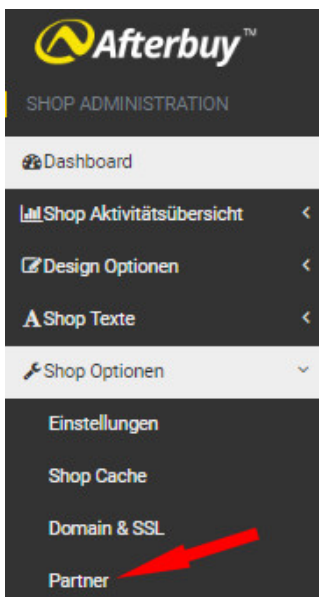 Afterbuy™
SHOP ADMINISTRATION
Dashboard
Shop Aktivitätsübersicht
Design Optionen
Shop Texte
Shop Optionen
Einstellungen
Shop Cache
Domain & SSL
Partner